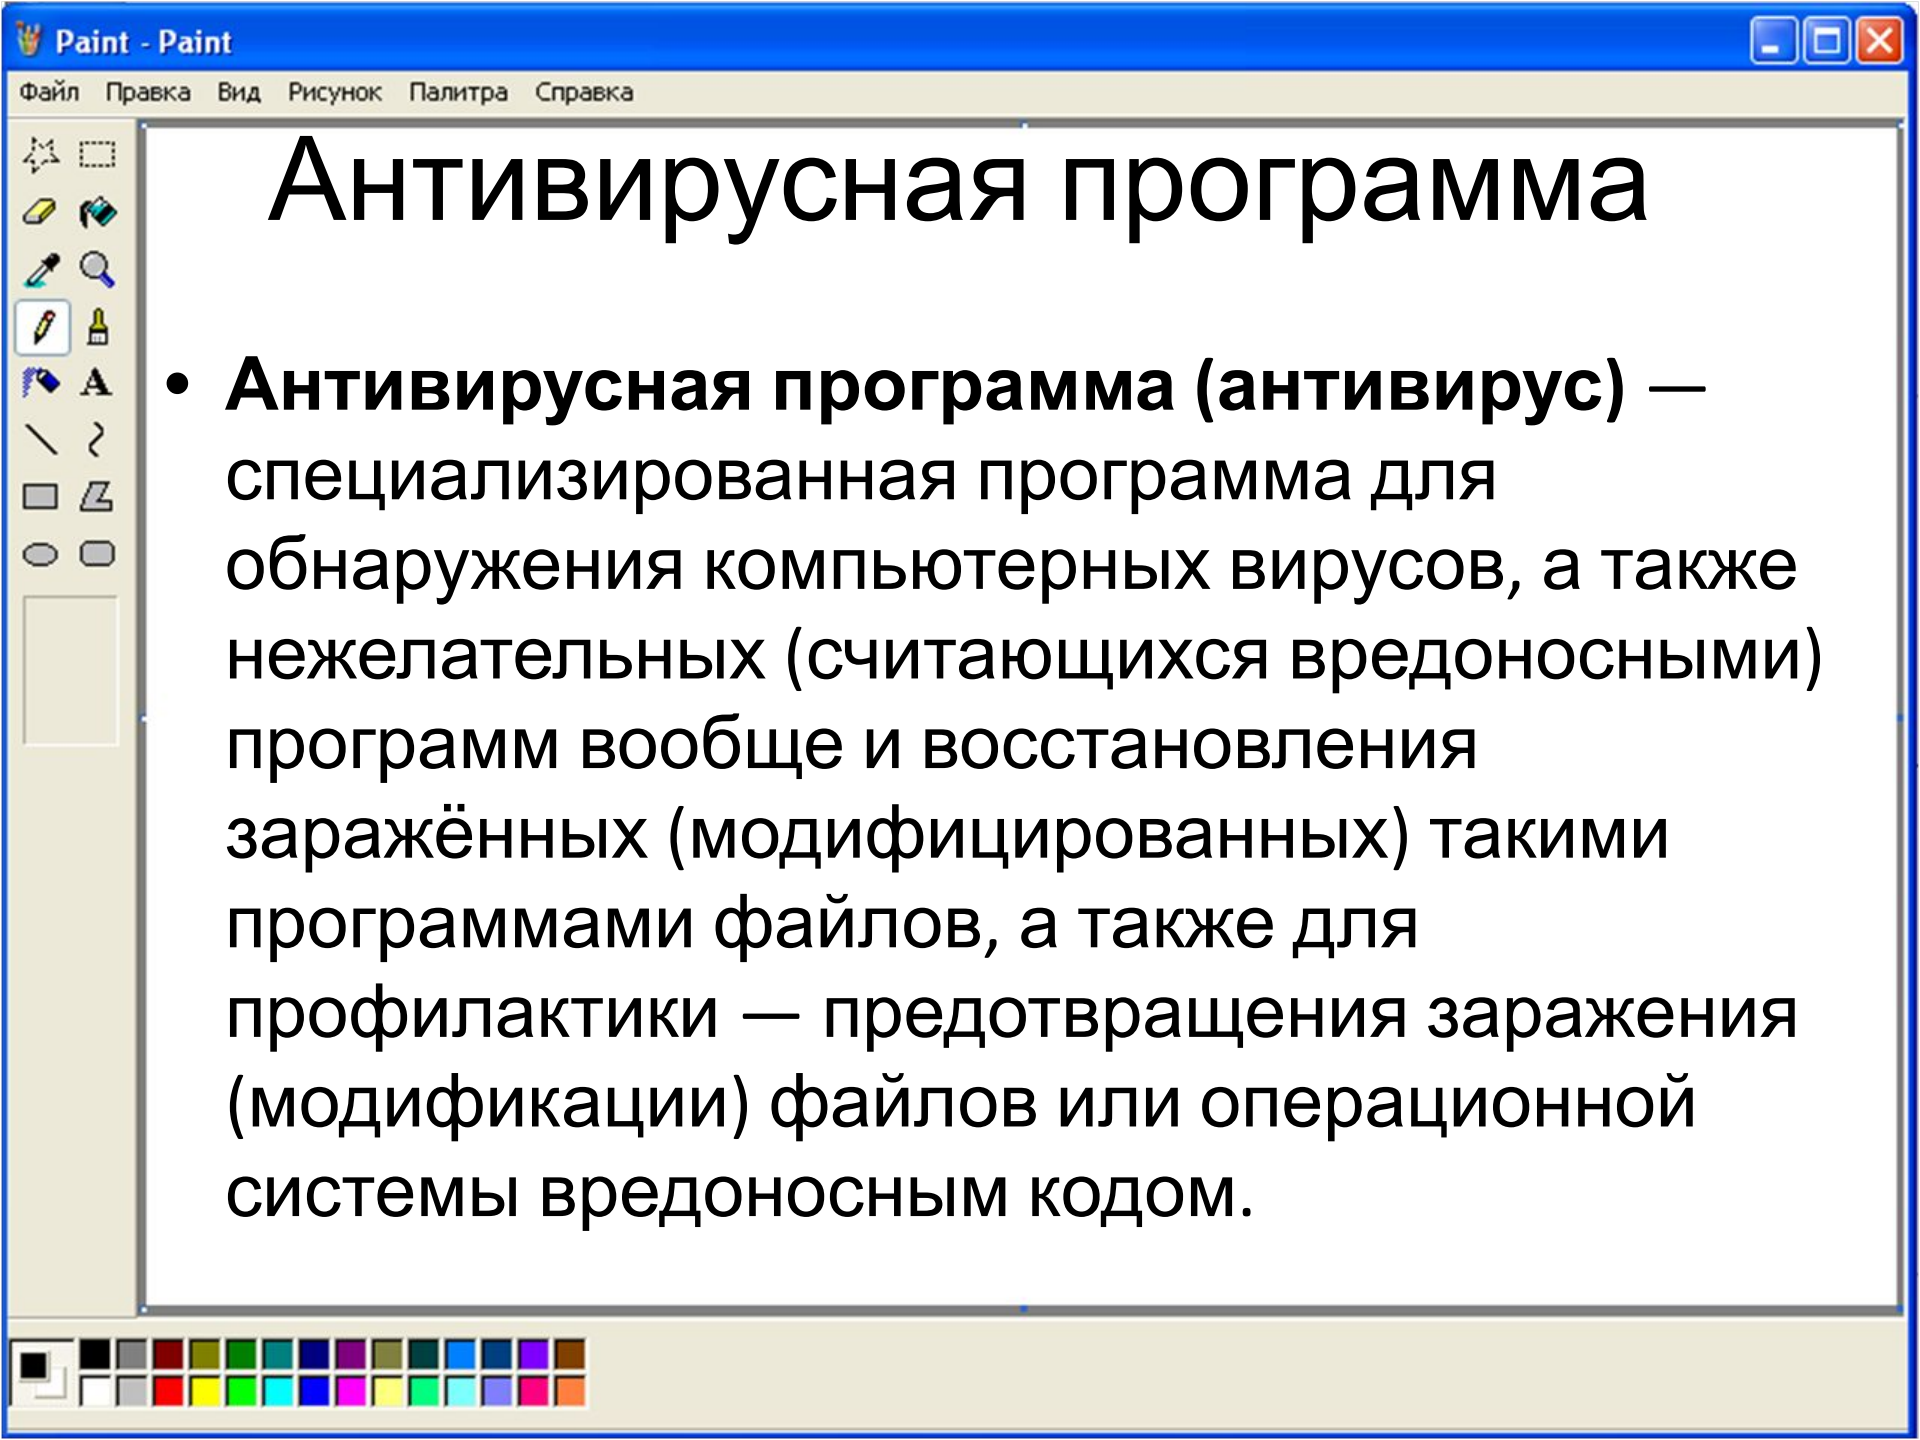 Paint - Paint
Файл Правка Вид Рисунок Палитра Справка
Антивирусная программа
• Антивирусная программа (антивирус) —
специализированная программа для
обнаружения компьютерных вирусов, а также
нежелательных (считающихся вредоносными)
программ вообще и восстановления
заражённых (модифицированных) такими
программами файлов, а также для
профилактики — предотвращения заражения
(модификации) файлов или операционной
системы вредоносным кодом.